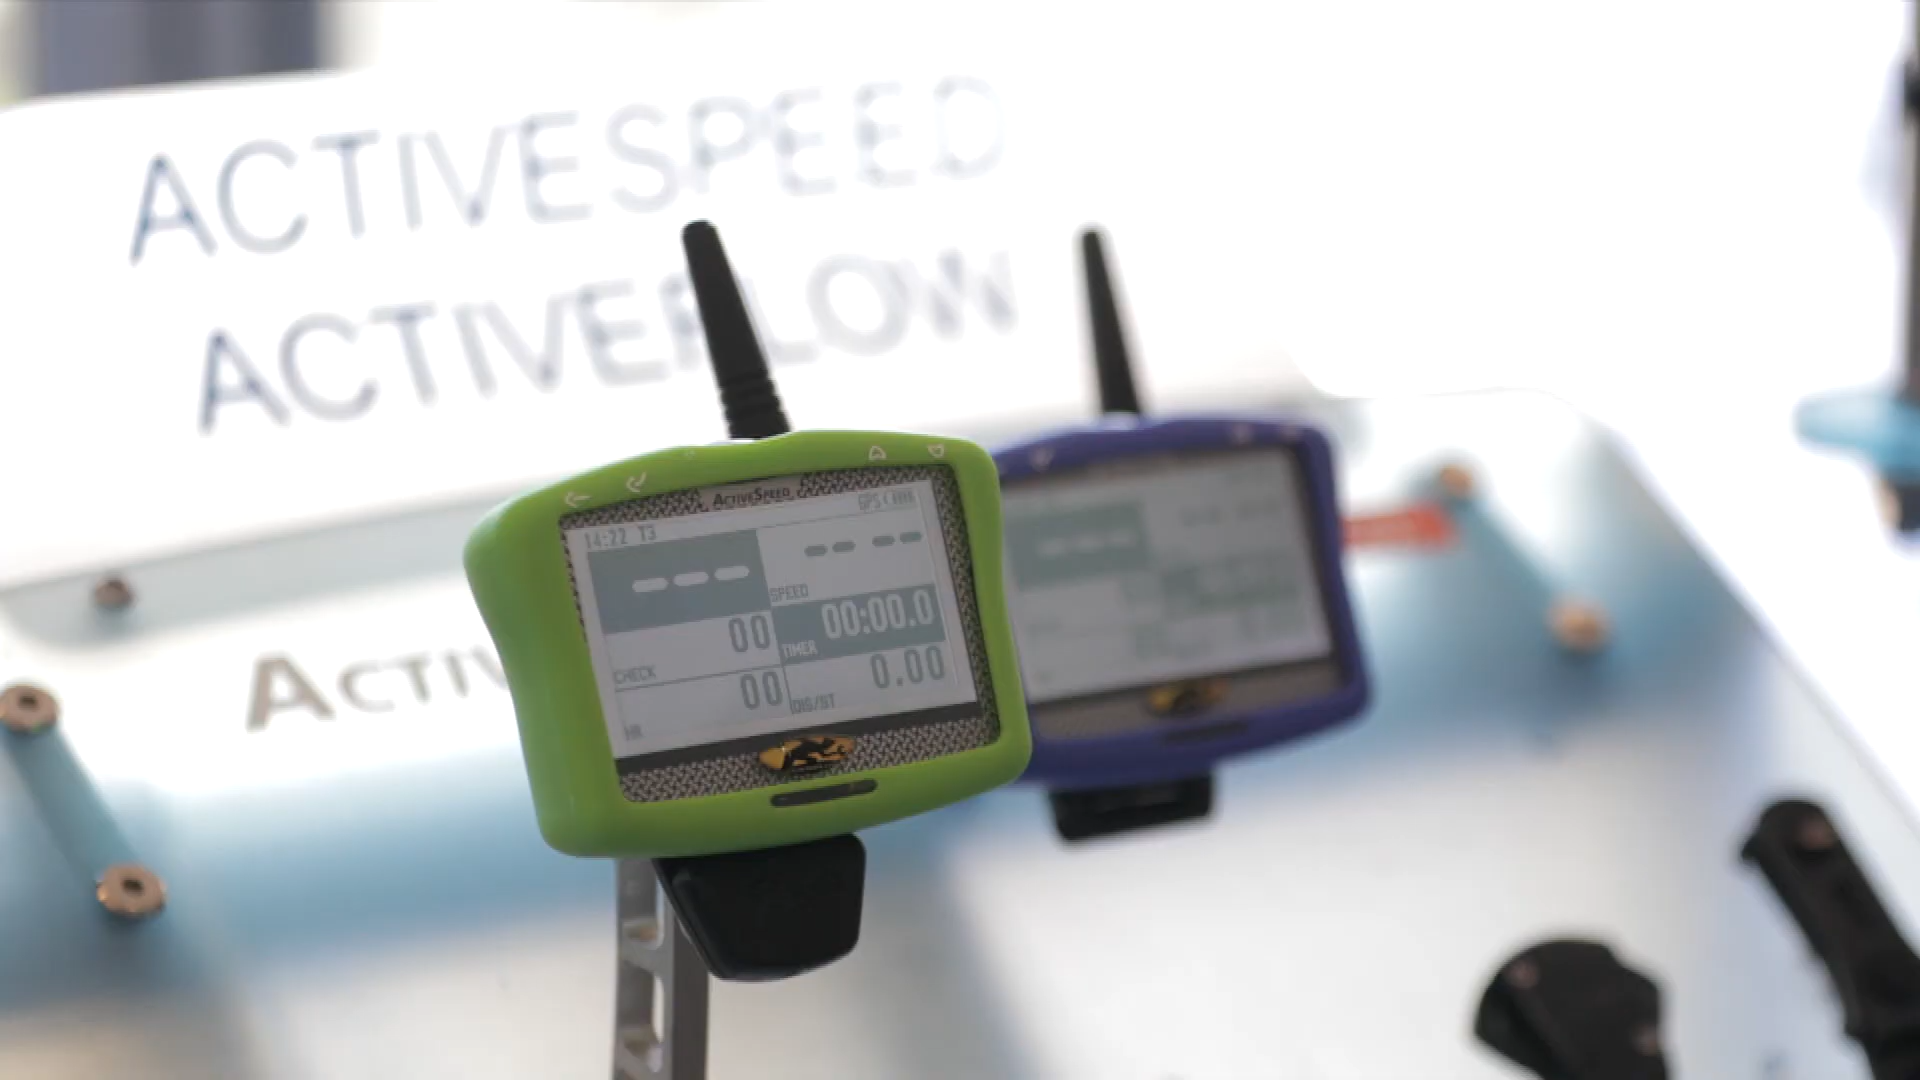 ACTIVESPEED
ACTIVEFLOW
ACTIVESPEED
14:22 T3
GPS
--- -- --
SPEED
00 00:00.0
CHECK TIMER
00 0.00
HR DIS/ST
ACTIV